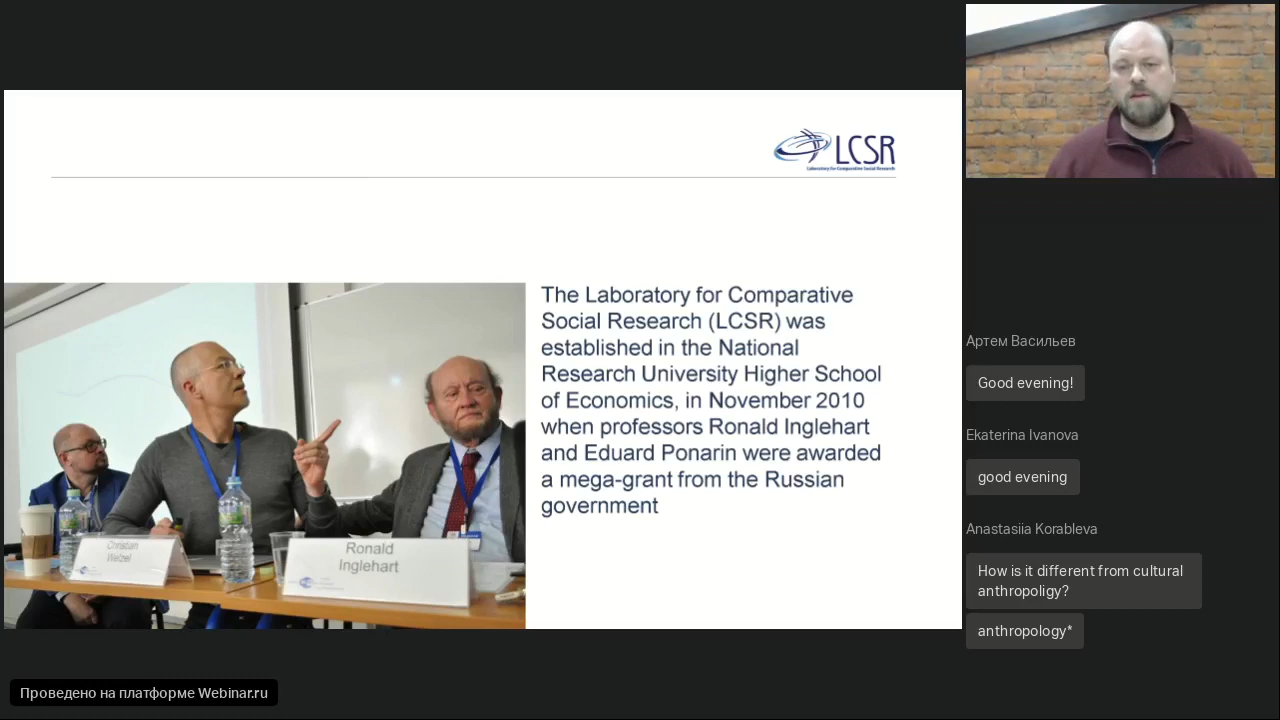 LCSR
Laboratory for Comparative Social Research
The Laboratory for Comparative
Social Research (LCSR) was
established in the National
Research University Higher School
of Economics, in November 2010
when professors Ronald Inglehart
and Eduard Ponarin were awarded
a mega-grant from the Russian
government
Christian
Welzel
Ronald
Inglehart
Артем Васильев
Good evening!
Ekaterina Ivanova
good evening
Anastasiia Korableva
How is it different from cultural
anthropoligy?
anthropology*
Проведено на платформе Webinar.ru